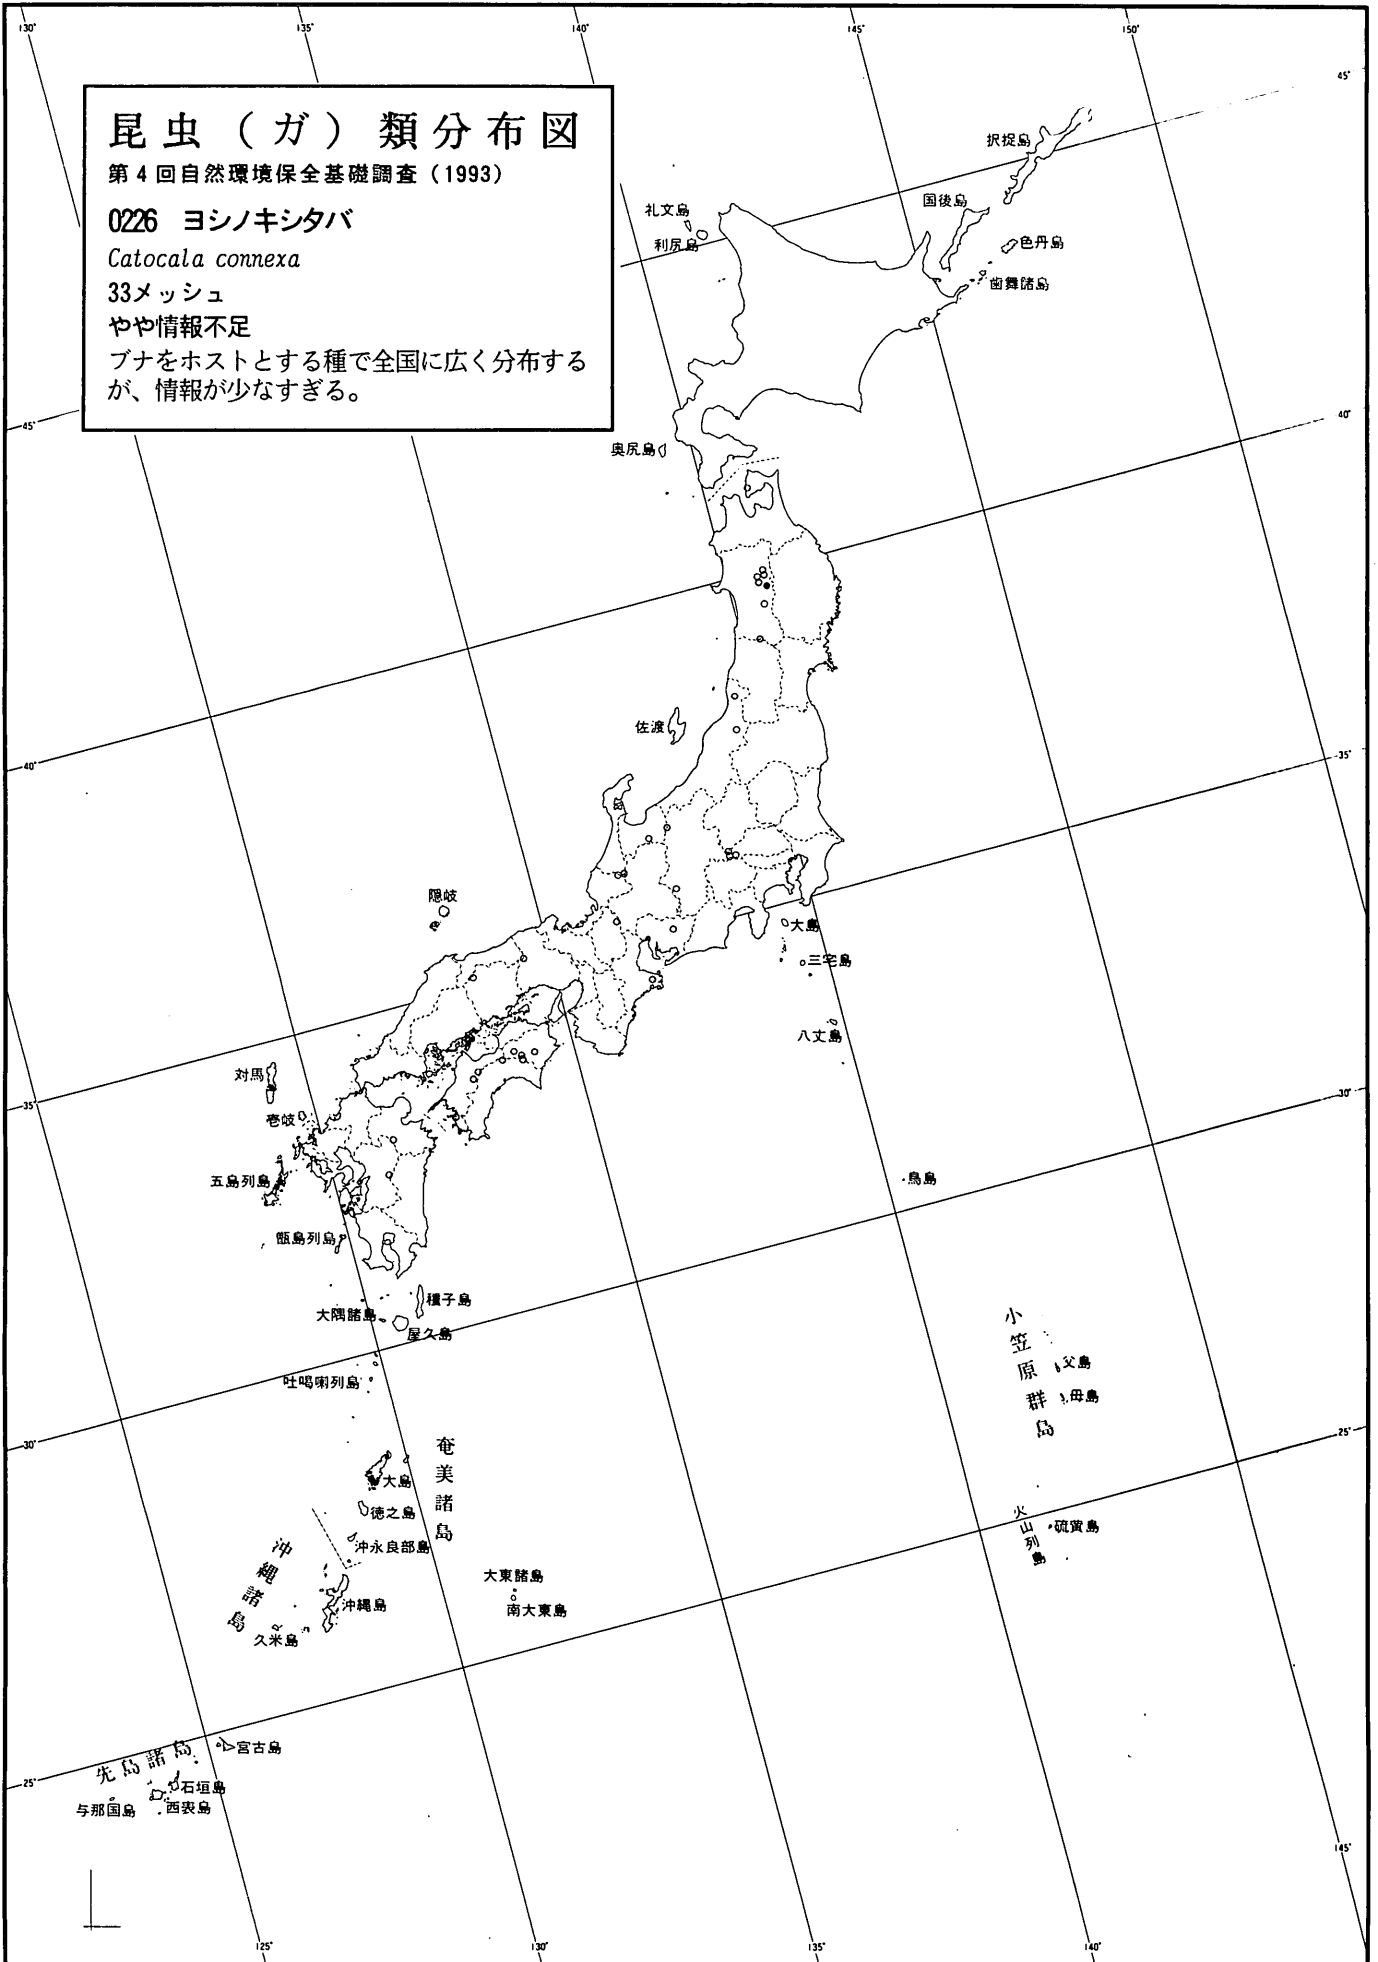 130°
135°
140°
145°
150°
45°
昆虫（ガ）類分布図
第4回自然環境保全基礎調査（1993）
0226 ヨシノキシタバ
Catocala connexa
33メッシュ
やや情報不足
ブナをホストとする種で全国に広く分布する
が、情報が少なすぎる。
択捉島
国後島
色丹島
歯舞諸島
礼文島
利尻島
45°
40°
奥尻島
佐渡
40°
35°
隠岐
大島
三宅島
八丈島
対馬
壱岐
35°
30°
五島列島
鳥島
甑島列島
種子島
大隅諸島
屋久島
吐噶喇列島
小笠原群島
父島
母島
30°
25°
奄美諸島
大島
徳之島
沖永良部島
火山列島
硫黄島
沖縄諸島
沖縄島
久米島
大東諸島
南大東島
先島諸島
宮古島
石垣島
西表島
与那国島
25°
145°
125°
130°
135°
140°